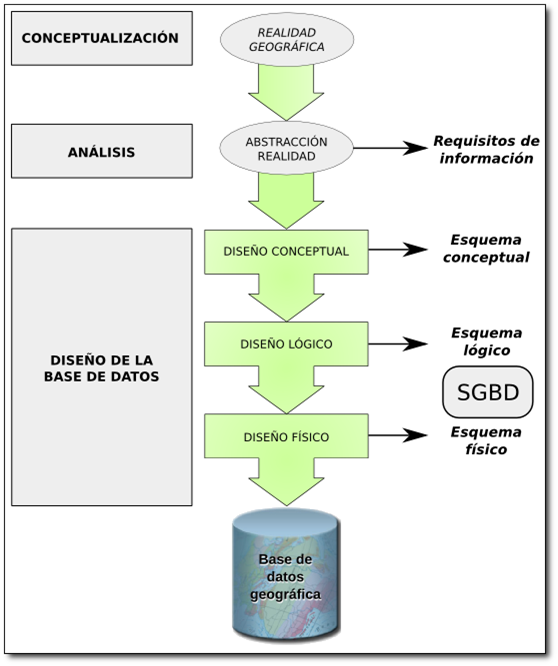 CONCEPTUALIZACIÓN
REALIDAD
GEOGRÁFICA
ANÁLISIS
ABSTRACCIÓN
REALIDAD
Requisitos de
información
DISEÑO DE LA
BASE DE DATOS
DISEÑO CONCEPTUAL
Esquema
conceptual
DISEÑO LÓGICO
Esquema
lógico
SGBD
DISEÑO FÍSICO
Esquema
físico
Base de
datos
geográfica